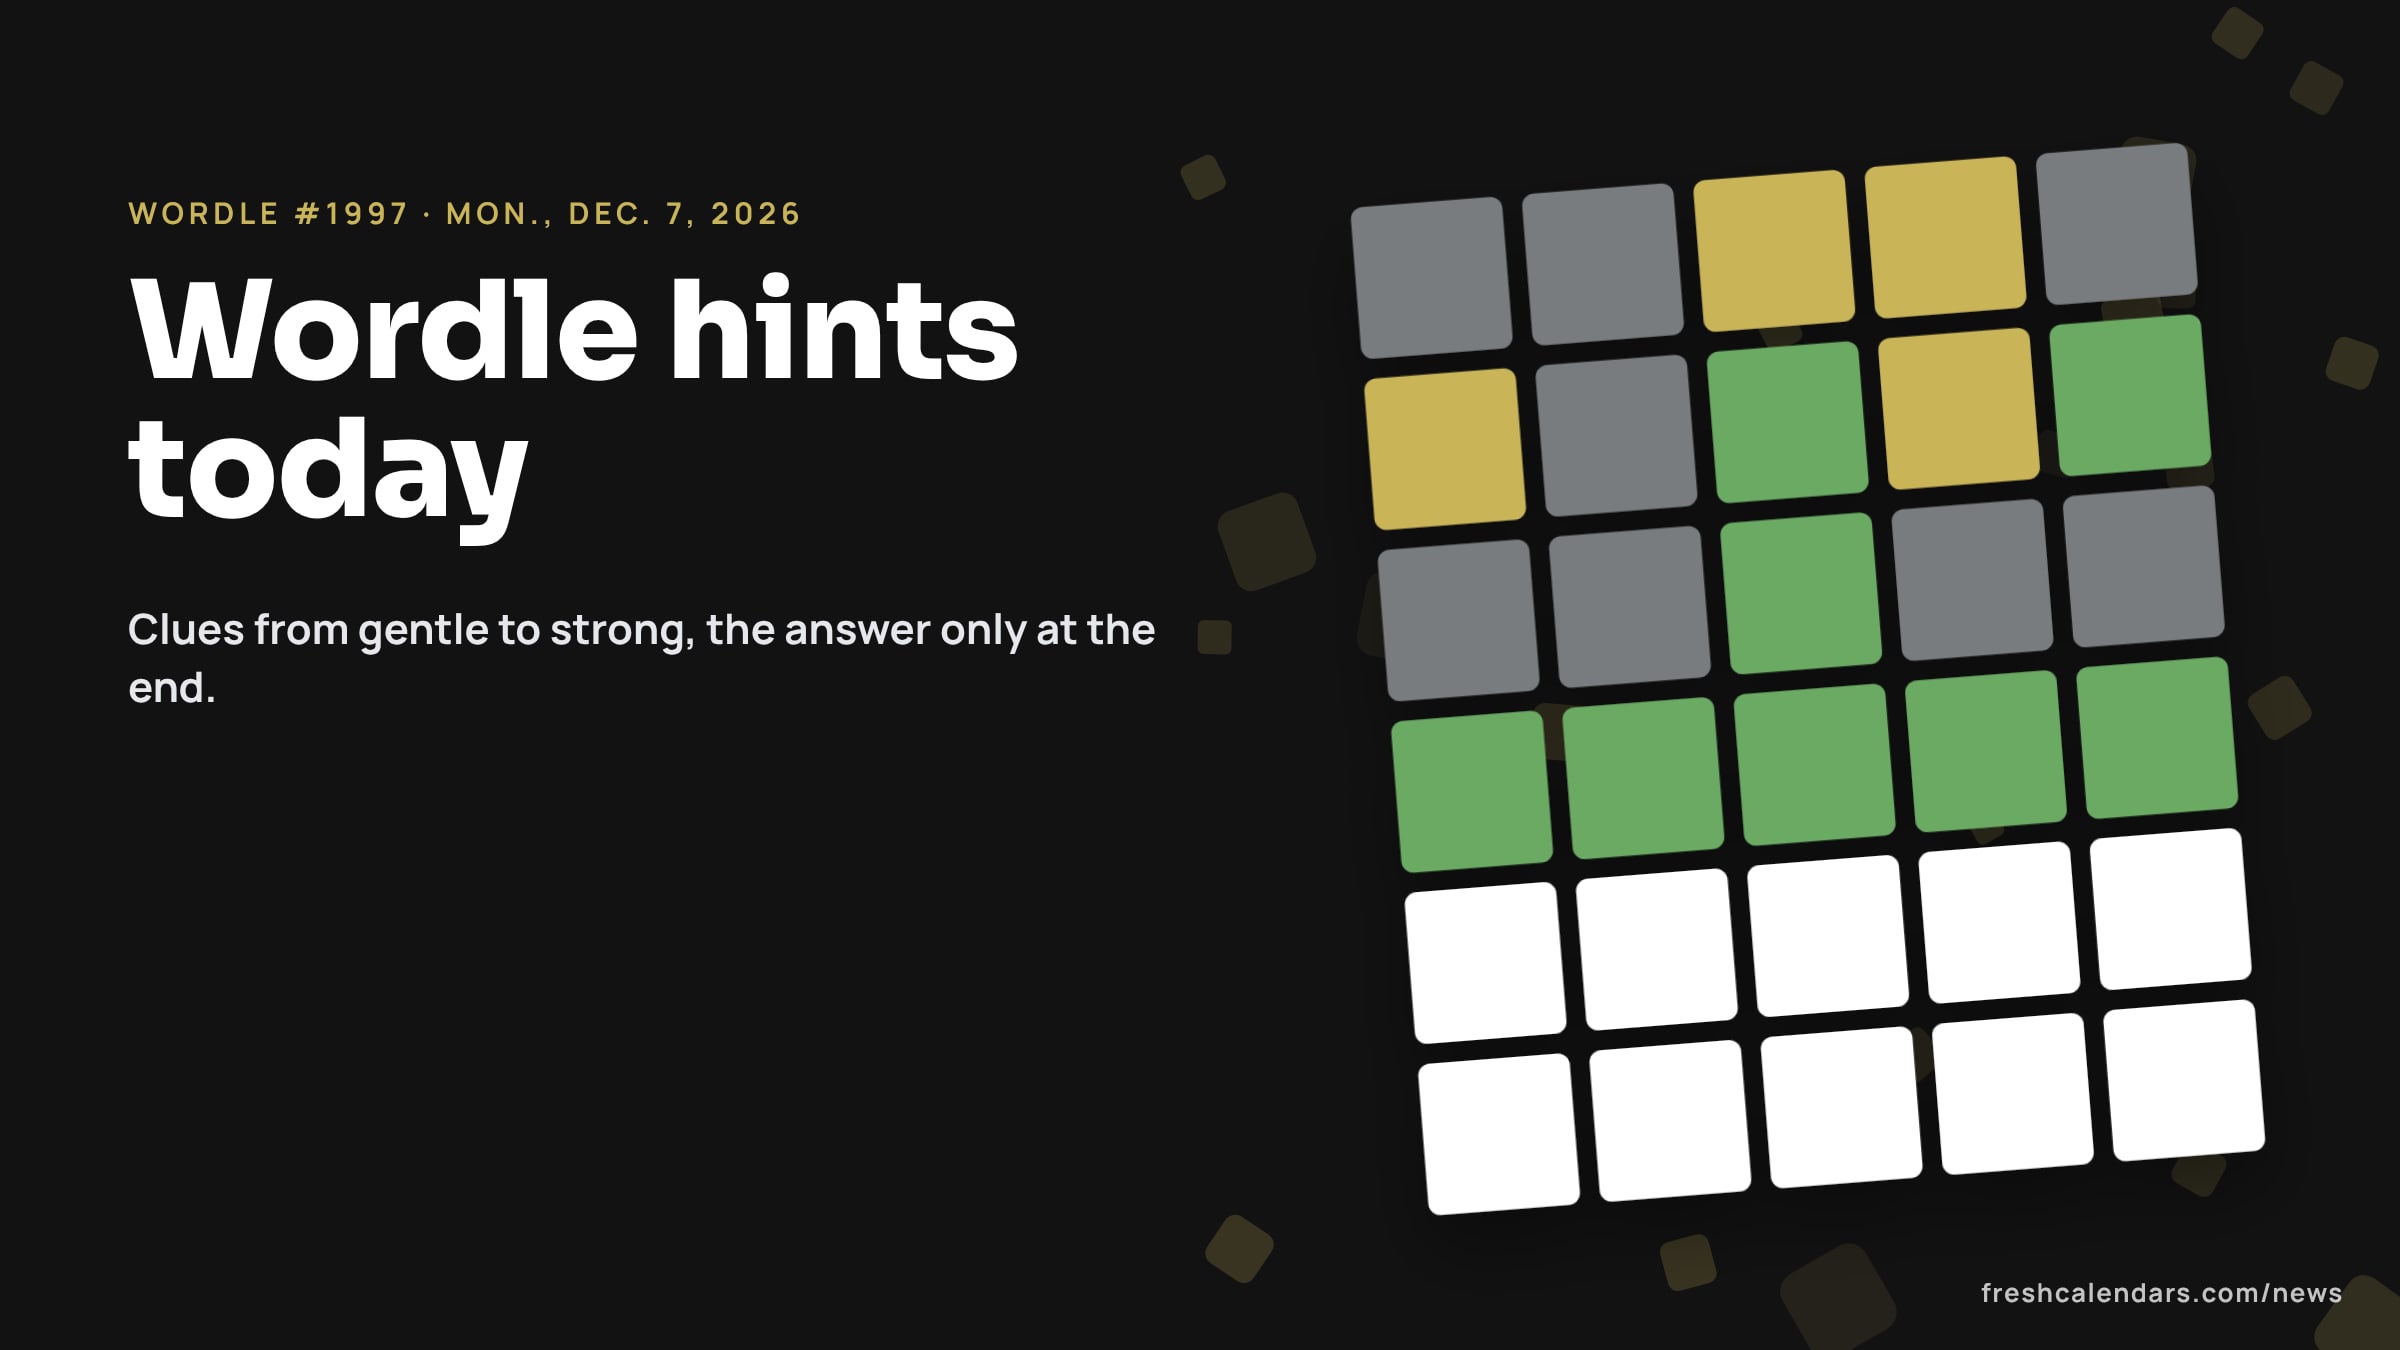 WORDLE #1997 · MON., DEC. 7, 2026
Wordle hints
today
Clues from gentle to strong, the answer only at the
end.
freshcalendars.com/news